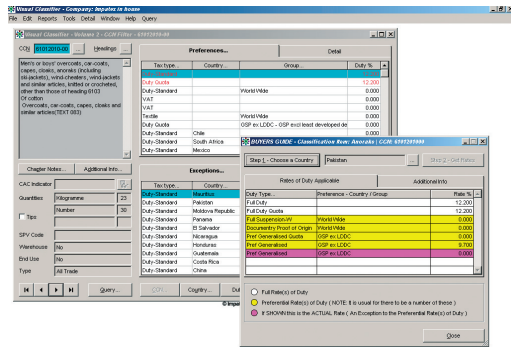 Visual Classifier - Company: Impatex in house
File Edit Reports Tools Detail Window Help Query
Visual Classifier - Volume 2 - CCN Filter - 61012010-00
CCN 61012010-00 ... Headings ...
Preferences... Detail
Men's or boys' overcoats, car-coats,
capes, cloaks, anoraks (including
ski-jackets), wind-cheaters, wind-jackets
and similar articles, knitted or crocheted,
other than those of heading 6103
Of cotton
Overcoats, car-coats, capes, cloaks and
similar articles(TEXT 083)
Tax type... Country... Group... Duty %
Duty Quota 12.200
Duty-Standard World Wide 0.000
VAT 0.000
VAT 0.000
Textile World Wide 0.000
Duty Quota GSP ex LDDC - GSP excl least developed de 0.000
Duty-Standard Chile
Duty-Standard South Africa
Duty-Standard Mexico
Chapter Notes... Additional Info...
CAC Indicator
Quantities Kilogramme 23
Number 30
Tips
SPV Code
Warehouse No
End Use No
Type All Trade
Query...
Exceptions...
Tax type... Country...
Duty-Standard Mauritius
Duty-Standard Pakistan
Duty-Standard Moldova Republic
Duty-Standard Panama
Duty-Standard El Salvador
Duty-Standard Nicaragua
Duty-Standard Honduras
Duty-Standard Guatemala
Duty-Standard Costa Rica
Duty-Standard China
CCN... Country...
BUYERS GUIDE - Classification Item: Anoraks | CCN: 6101201000
Step 1 - Choose a Country Pakistan ... Step 2 - Get Rates
Rates of Duty Applicable Additional Info
Duty Type... Preference - Country / Group Rate %
Full Duty 12.200
Full Duty Quota 12.200
Full Suspension-W World Wide 0.000
Documentry Proof of Origin World Wide 0.000
Pref Generalised Quota GSP ex LDDC 0.000
Pref Generalised GSP ex LDDC 9.700
Pref Generalised GSP ex LDDC 0.000
Full Rate(s) of Duty
Preferential Rate(s) of Duty ( NOTE: It is usual for there to be a number of these )
If SHOWN this is the ACTUAL Rate ( An Exception to the Preferential Rate(s) of Duty )
Close